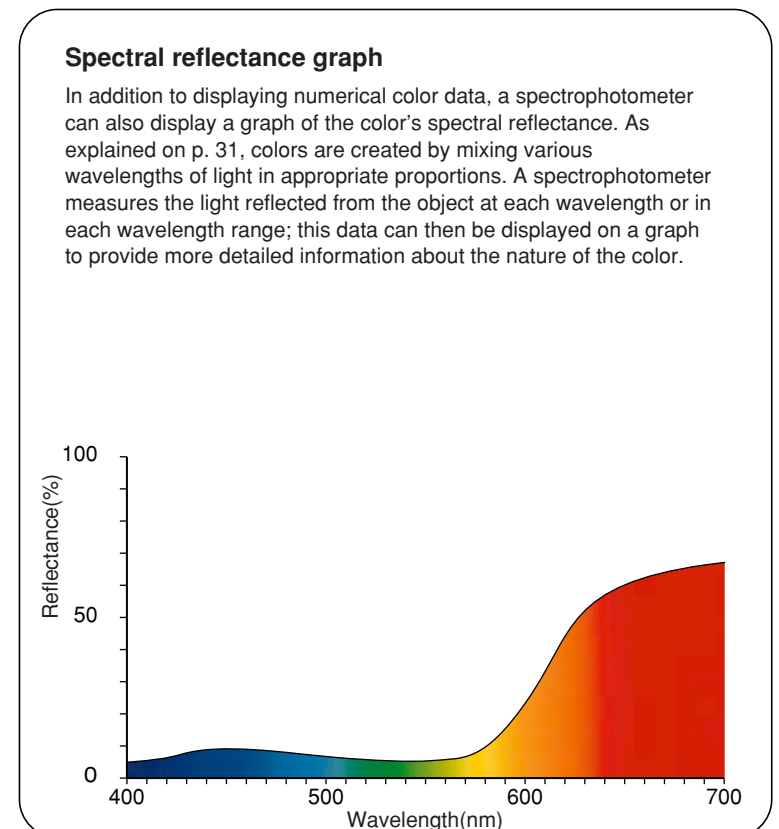 Spectral reflectance graph
In addition to displaying numerical color data, a spectrophotometer
can also display a graph of the color's spectral reflectance. As
explained on p. 31, colors are created by mixing various
wavelengths of light in appropriate proportions. A spectrophotometer
measures the light reflected from the object at each wavelength or in
each wavelength range; this data can then be displayed on a graph
to provide more detailed information about the nature of the color.
100
Reflectance(%)
50
0
400 500 600 700
Wavelength(nm)